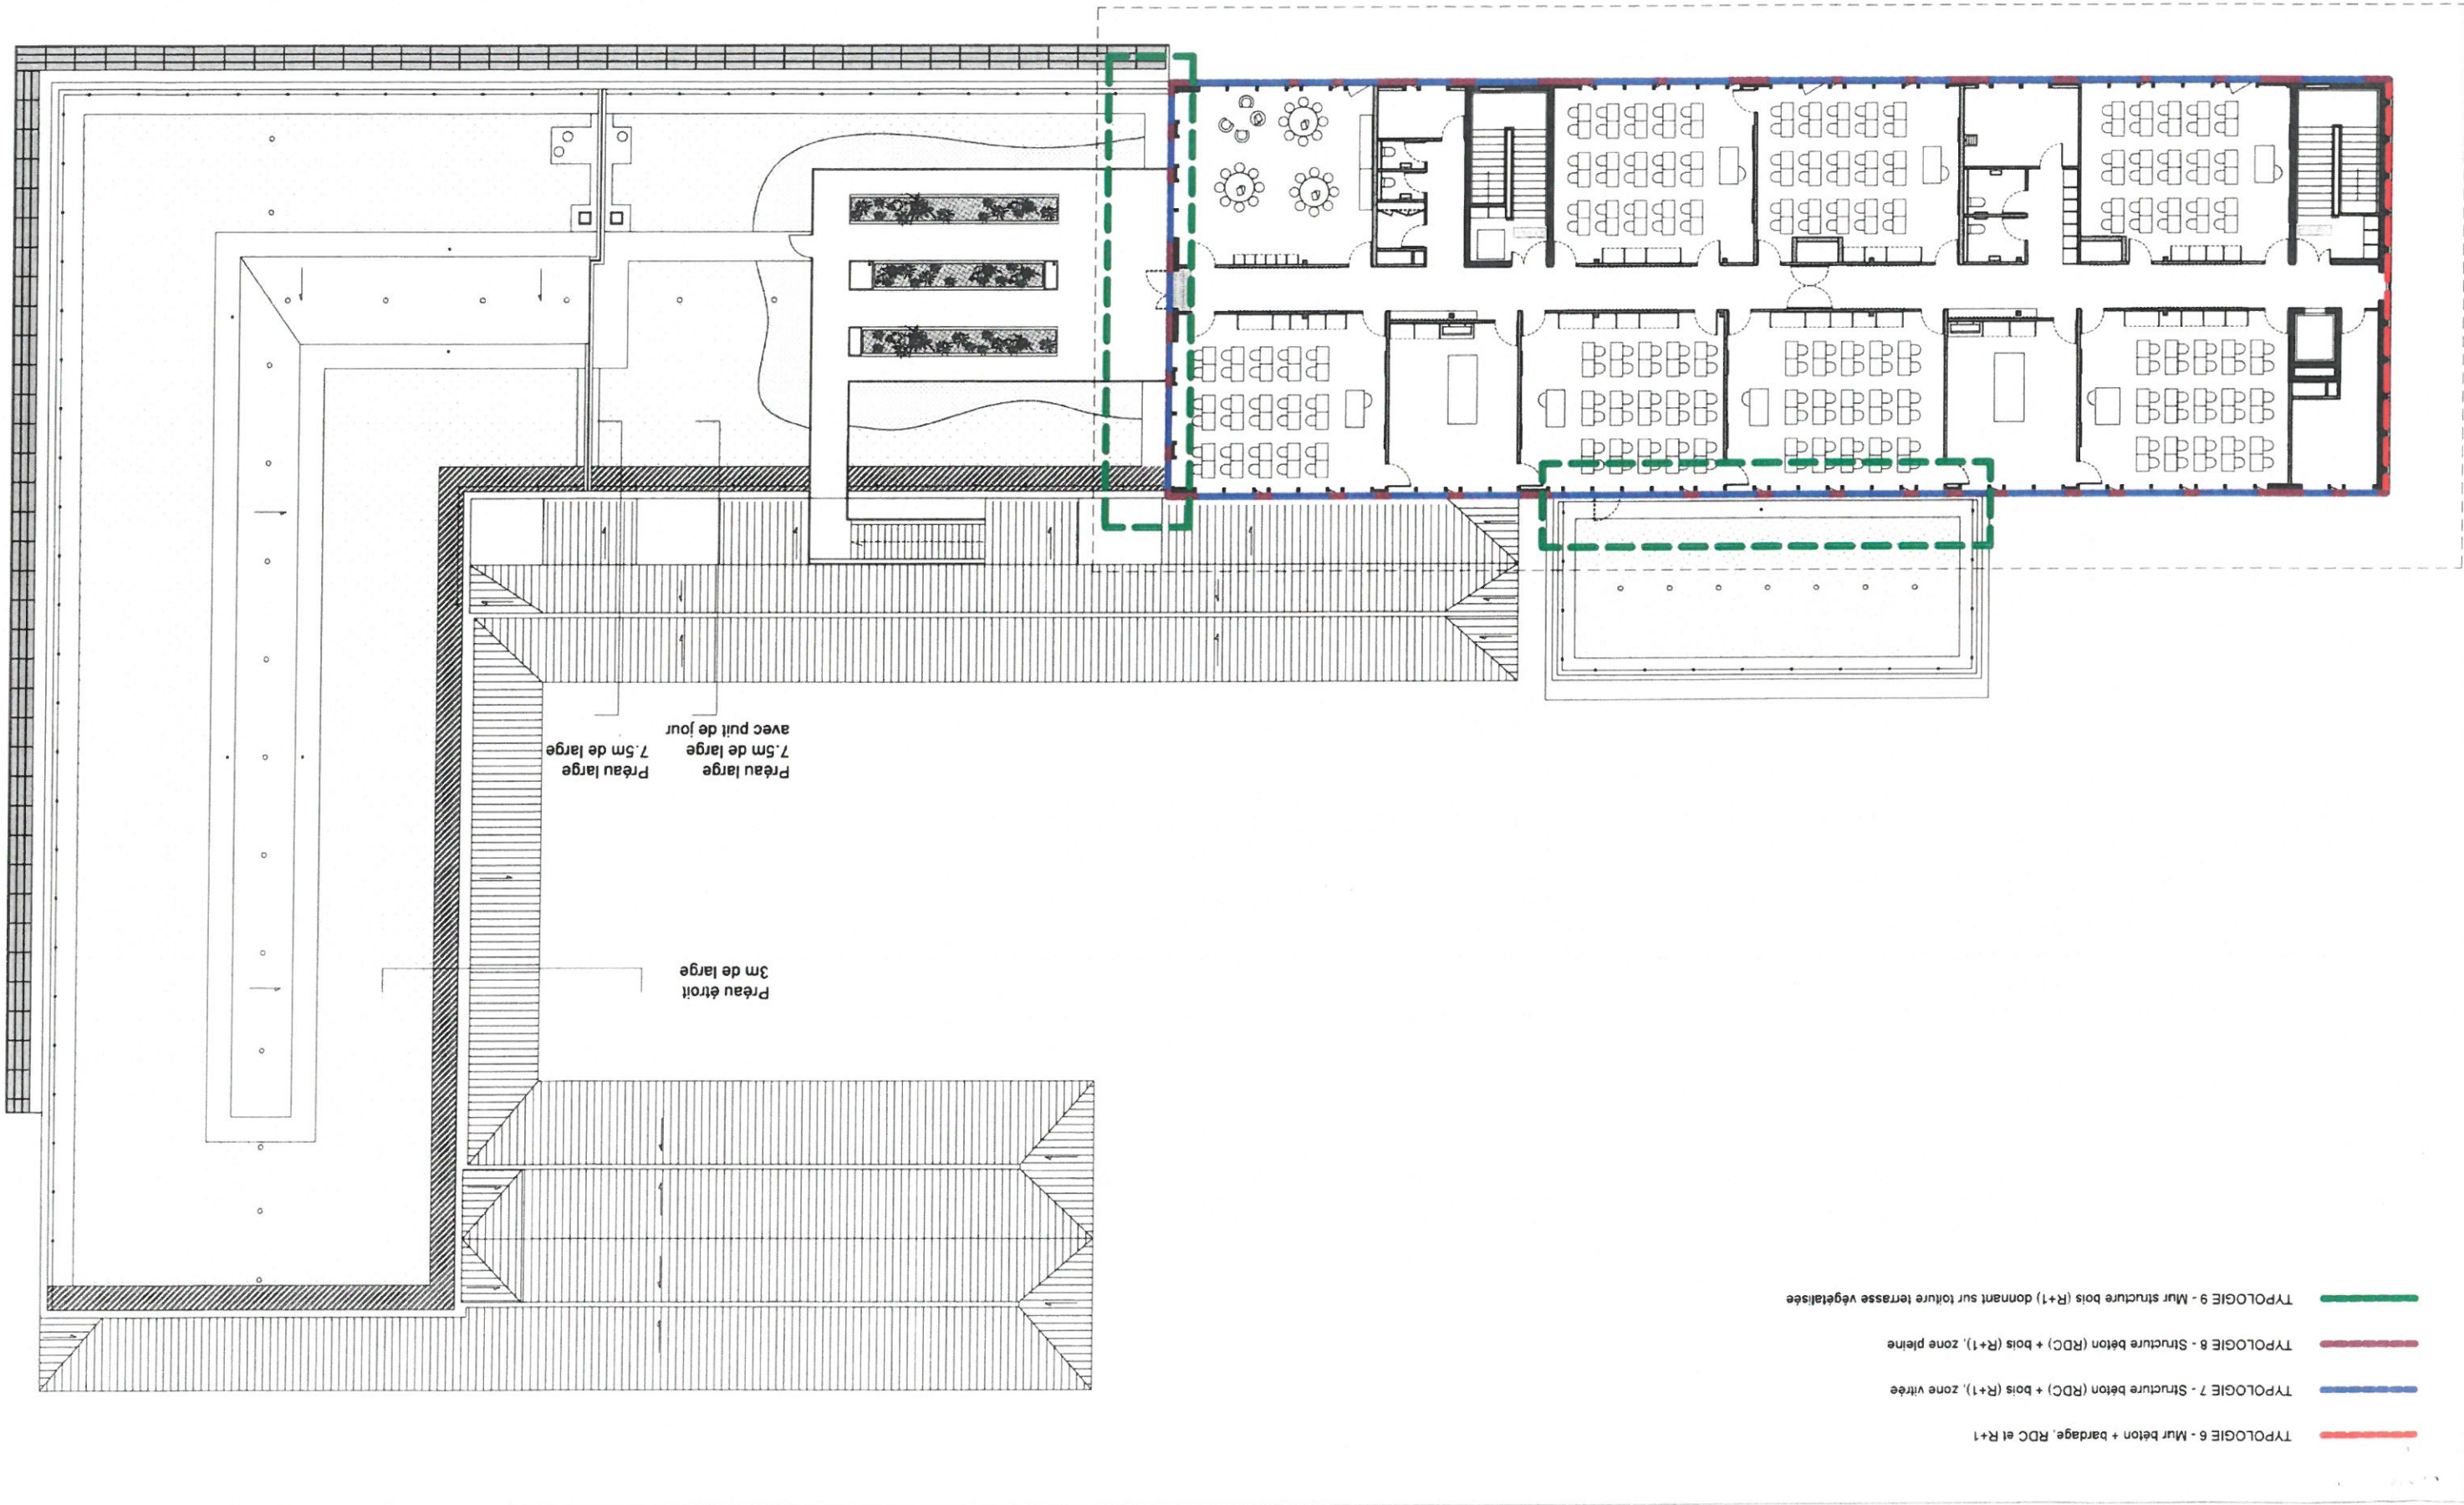 TYPOLOGIE 6 - Mur béton + bardage, RDC et R+1
TYPOLOGIE 7 - Structure béton (RDC) + bois (R+1), zone vitrée
TYPOLOGIE 8 - Structure béton (RDC) + bois (R+1), zone pleine
TYPOLOGIE 9 - Mur structure bois (R+1) donnant sur toiture terrasse végétalisée
Préau étroit
3m de large
Préau large
7.5m de large
avec puit de jour
Préau large
7.5m de large